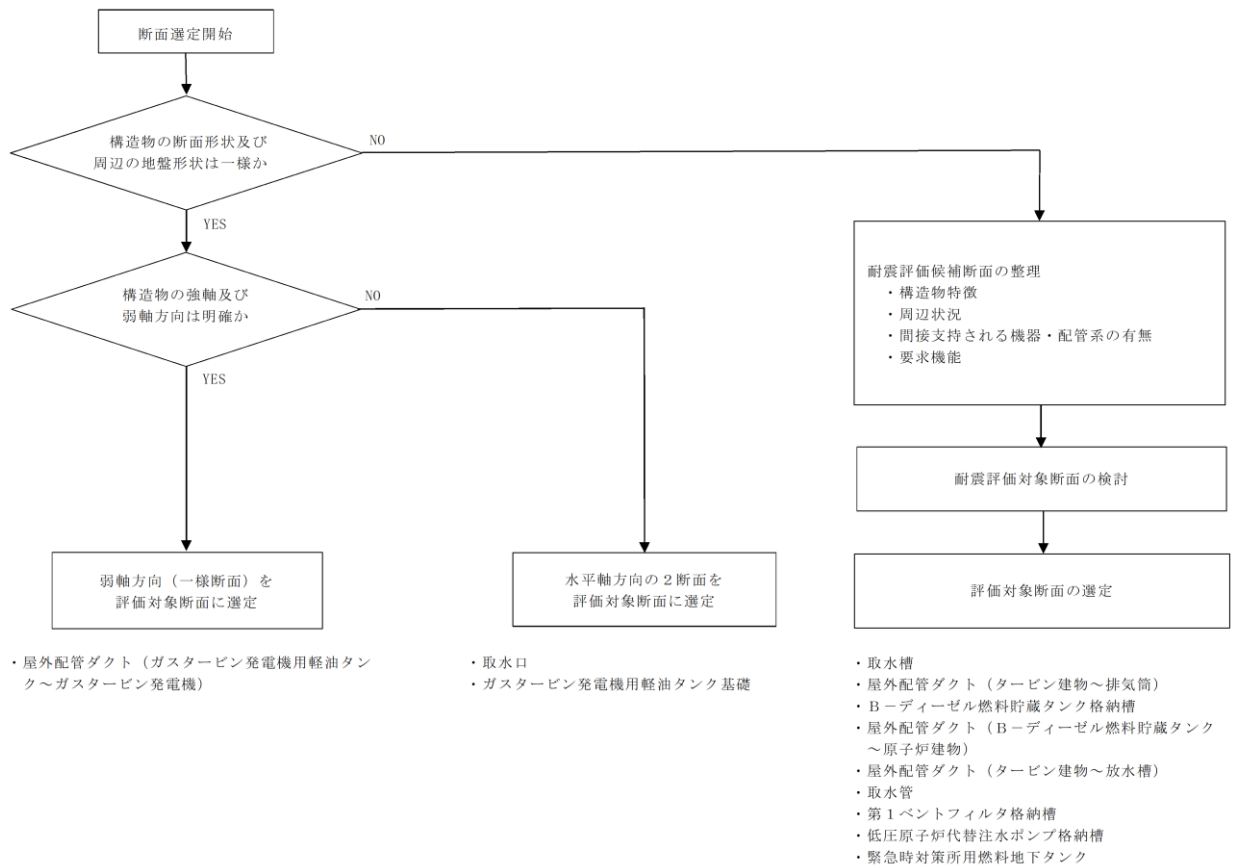 断面選定開始
構造物の断面形状及び
周辺の地盤形状は一様か
NO
YES
構造物の強軸及び
弱軸方向は明確か
NO
YES
耐震評価候補断面の整理
・構造物特徴
・周辺状況
・間接支持される機器・配管系の有無
・要求機能
耐震評価対象断面の検討
弱軸方向（一様断面）を
評価対象断面に選定
水平軸方向の２断面を
評価対象断面に選定
評価対象断面の選定
・屋外配管ダクト（ガスタービン発電機用軽油タン
ク～ガスタービン発電機）
・取水口
・ガスタービン発電機用軽油タンク基礎
・取水槽
・屋外配管ダクト（タービン建物～排気筒）
・Ｂ－ディーゼル燃料貯蔵タンク格納槽
・屋外配管ダクト（Ｂ－ディーゼル燃料貯蔵タンク
～原子炉建物）
・屋外配管ダクト（タービン建物～放水槽）
・取水管
・第１ベントフィルタ格納槽
・低圧原子炉代替注水ポンプ格納槽
・緊急時対策所用燃料地下タンク